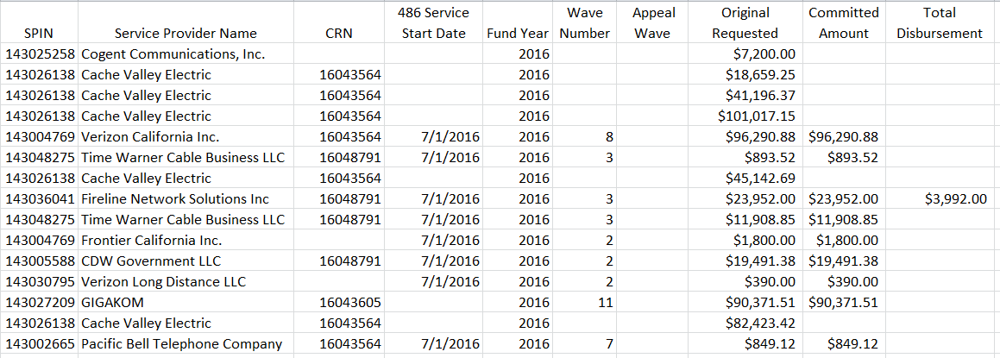 486 Service Wave Appeal Original Committed Total
SPIN Service Provider Name CRN Start Date Fund Year Number Wave Requested Amount Disbursement
143025258 Cogent Communications, Inc. 2016 $7,200.00
143026138 Cache Valley Electric 16043564 2016 $18,659.25
143026138 Cache Valley Electric 16043564 2016 $41,196.37
143026138 Cache Valley Electric 16043564 2016 $101,017.15
143004769 Verizon California Inc. 16043564 7/1/2016 2016 8 $96,290.88 $96,290.88
143048275 Time Warner Cable Business LLC 16048791 7/1/2016 2016 3 $893.52 $893.52
143026138 Cache Valley Electric 16043564 2016 $45,142.69
143036041 Fireline Network Solutions Inc 16048791 7/1/2016 2016 3 $23,952.00 $23,952.00 $3,992.00
143048275 Time Warner Cable Business LLC 16048791 7/1/2016 2016 3 $11,908.85 $11,908.85
143004769 Frontier California Inc. 7/1/2016 2016 2 $1,800.00 $1,800.00
143005588 CDW Government LLC 16048791 7/1/2016 2016 2 $19,491.38 $19,491.38
143030795 Verizon Long Distance LLC 7/1/2016 2016 2 $390.00 $390.00
143027209 GIGAKOM 16043605 2016 11 $90,371.51 $90,371.51
143026138 Cache Valley Electric 16043564 2016 $82,423.42
143002665 Pacific Bell Telephone Company 16043564 7/1/2016 2016 7 $849.12 $849.12